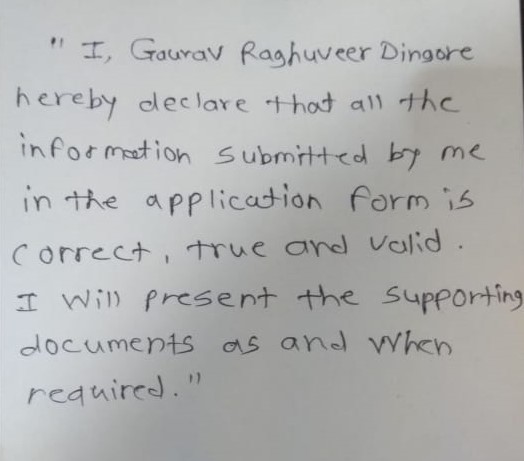 " I, Gaurav Raghuveer Dingore
hereby declare that all the
information submitted by me
in the application form is
correct, true and valid.
I will present the supporting
documents as and when
required."